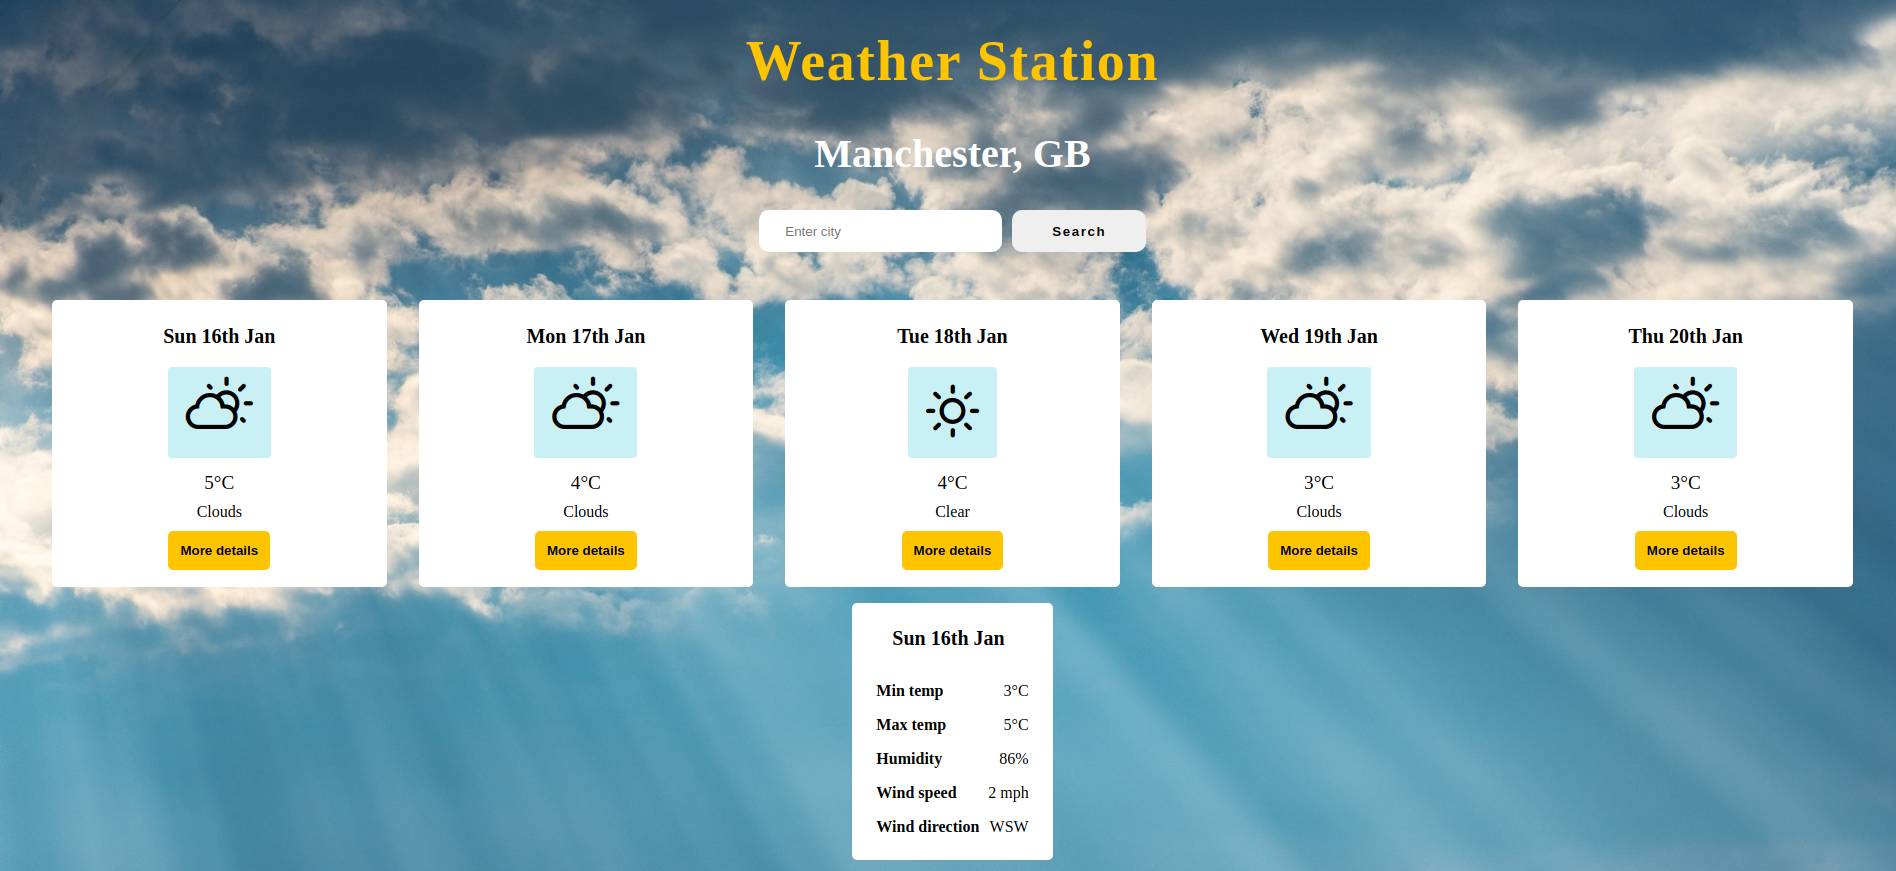 Weather Station
Manchester, GB
Enter city
Search
Sun 16th Jan
5°C
Clouds
More details
Mon 17th Jan
4°C
Clouds
More details
Tue 18th Jan
4°C
Clear
More details
Wed 19th Jan
3°C
Clouds
More details
Thu 20th Jan
3°C
Clouds
More details
Sun 16th Jan
Min temp 3°C
Max temp 5°C
Humidity 86%
Wind speed 2 mph
Wind direction WSW